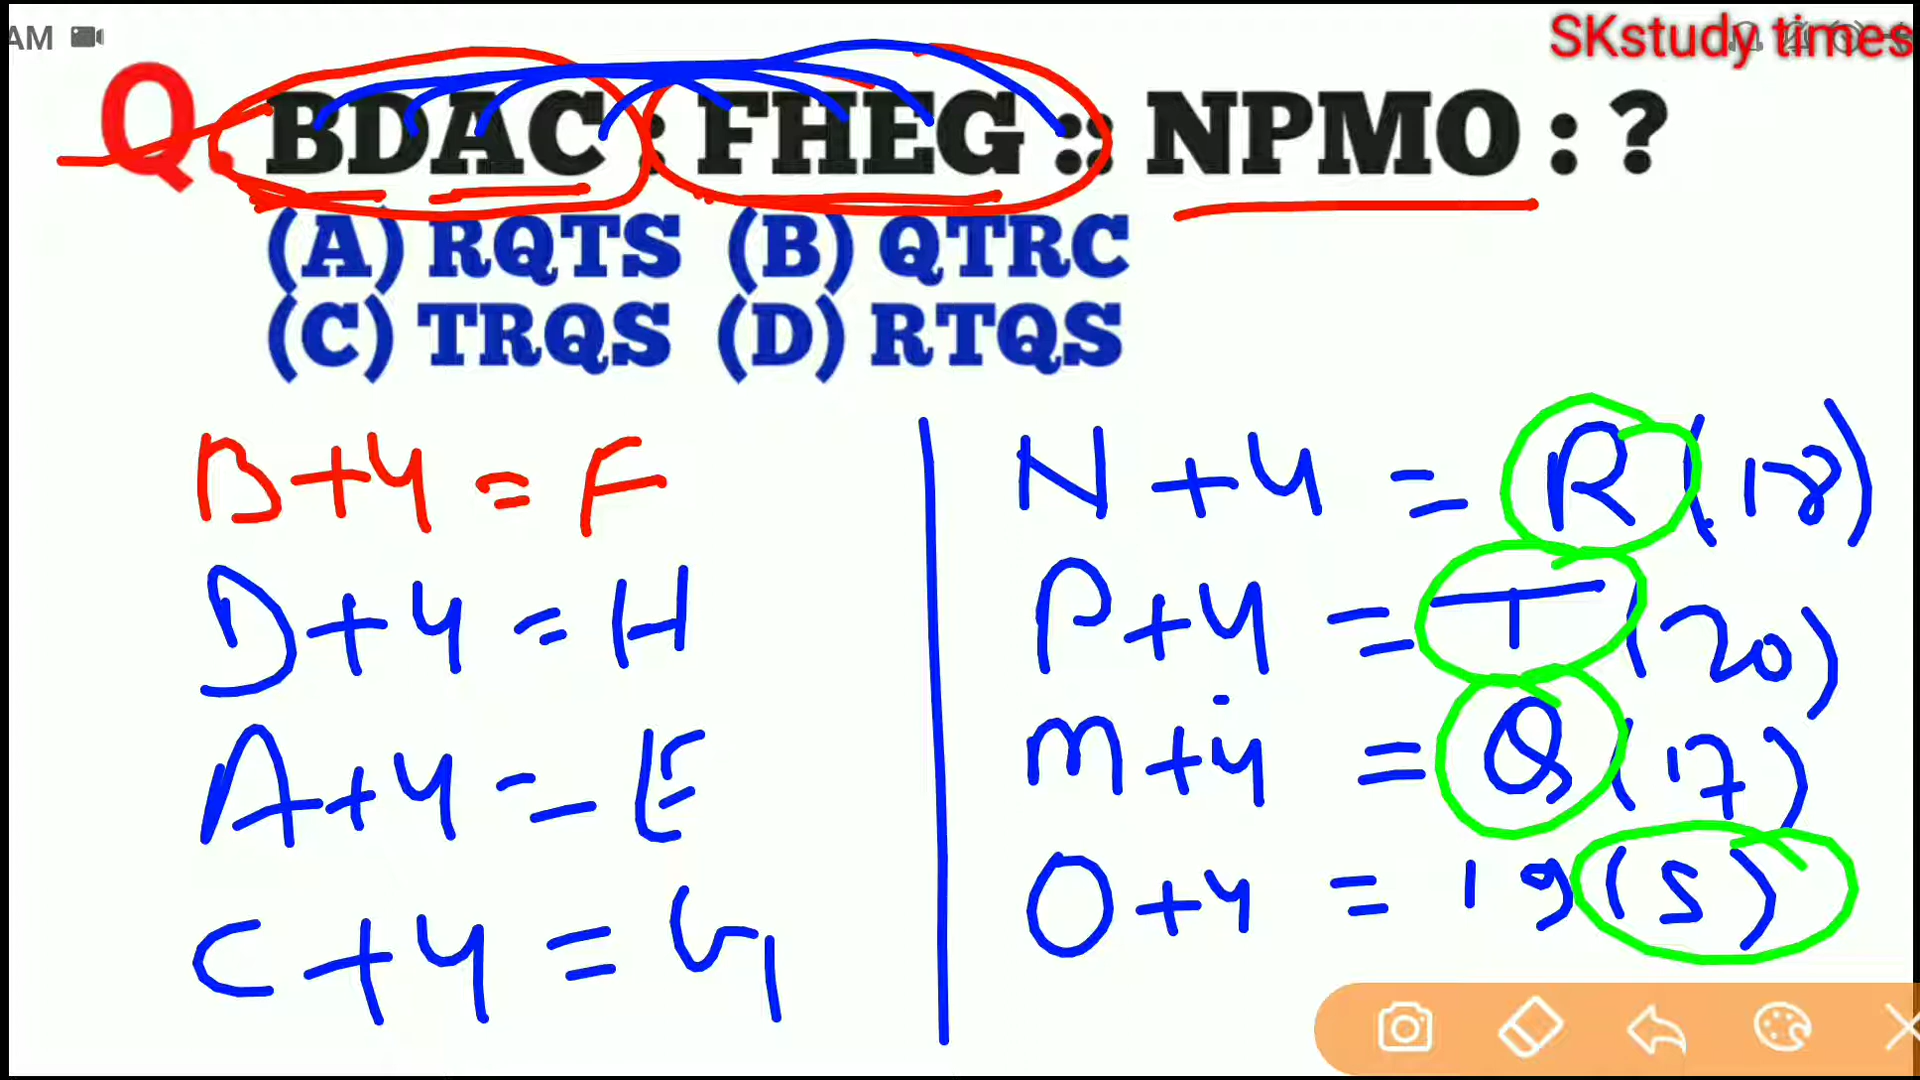 AM
SKstudy times
Q. BDAC : FHEG :: NPMO : ?
(A) RQTS (B) QTRC
(C) TRQS (D) RTQS
B+4 = F
D+4 = H
A+4 = E
C+4 = G
N+4 = R (18)
P+4 = T (20)
M+4 = Q (17)
O+4 = 19 (S)